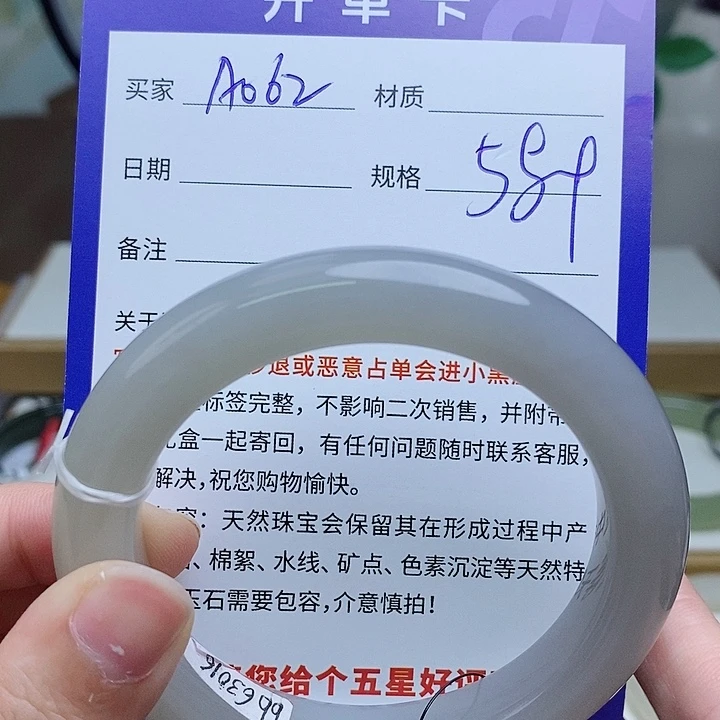 开单卡
买家 A062 材质
日期 规格 58
备注
关于
退或恶意占单会进小黑
标签完整，不影响二次销售，并附带
礼盒一起寄回，有任何问题随时联系客服，
解决，祝您购物愉快。
：天然珠宝会保留其在形成过程中产
、棉絮、水线、矿点、色素沉淀等天然特
玉石需要包容，介意慎拍！
您给个五星好评
bb63016